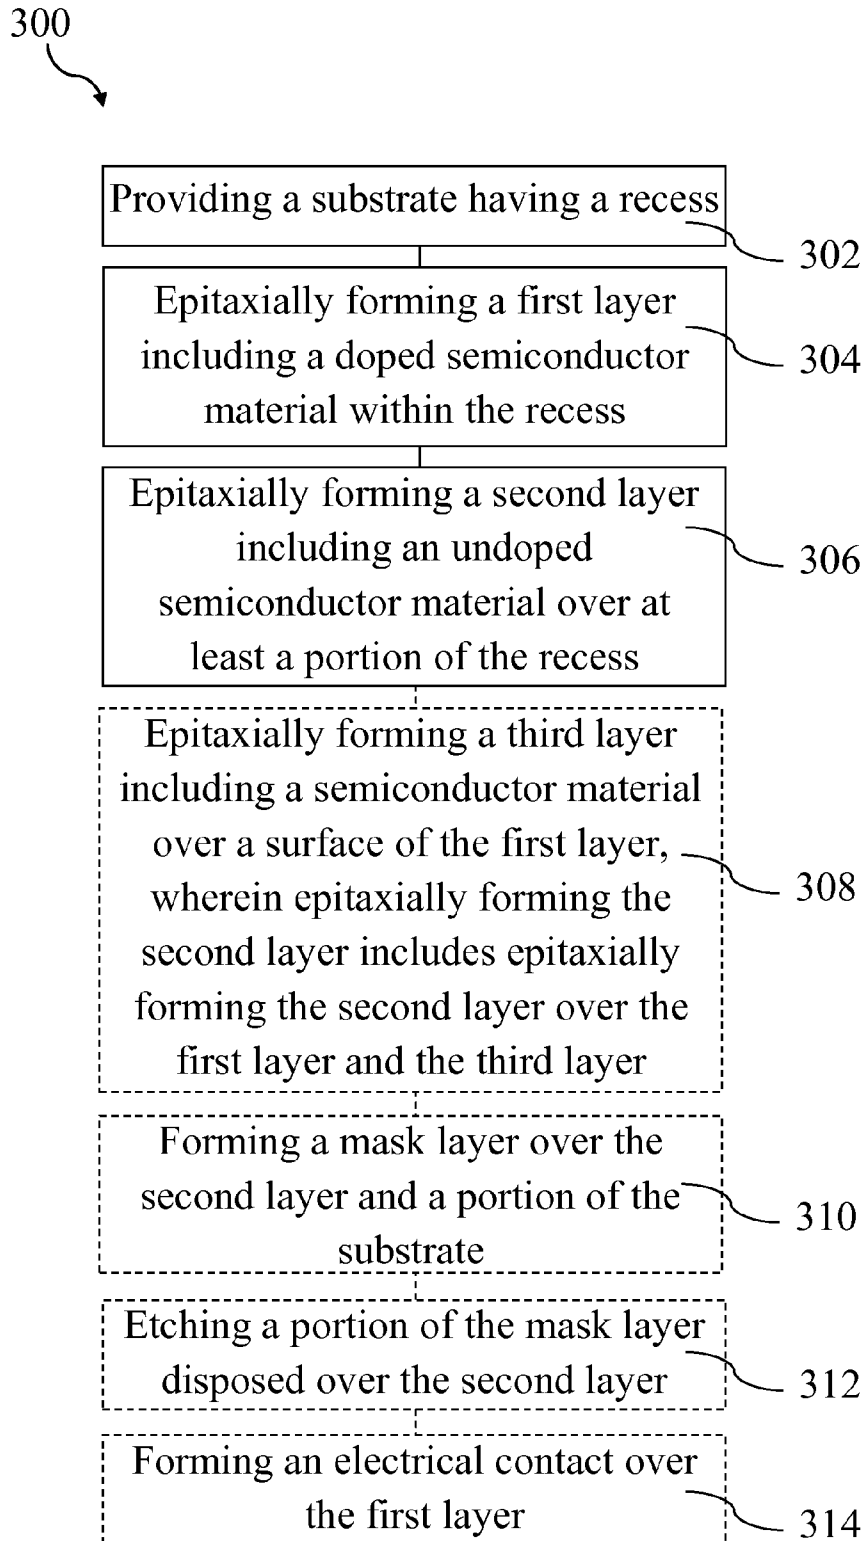 300
Providing a substrate having a recess
302
Epitaxially forming a first layer
including a doped semiconductor
material within the recess
304
Epitaxially forming a second layer
including an undoped
semiconductor material over at
least a portion of the recess
306
Epitaxially forming a third layer
including a semiconductor material
over a surface of the first layer,
wherein epitaxially forming the
second layer includes epitaxially
forming the second layer over the
first layer and the third layer
308
Forming a mask layer over the
second layer and a portion of the
substrate
310
Etching a portion of the mask layer
disposed over the second layer
312
Forming an electrical contact over
the first layer
314